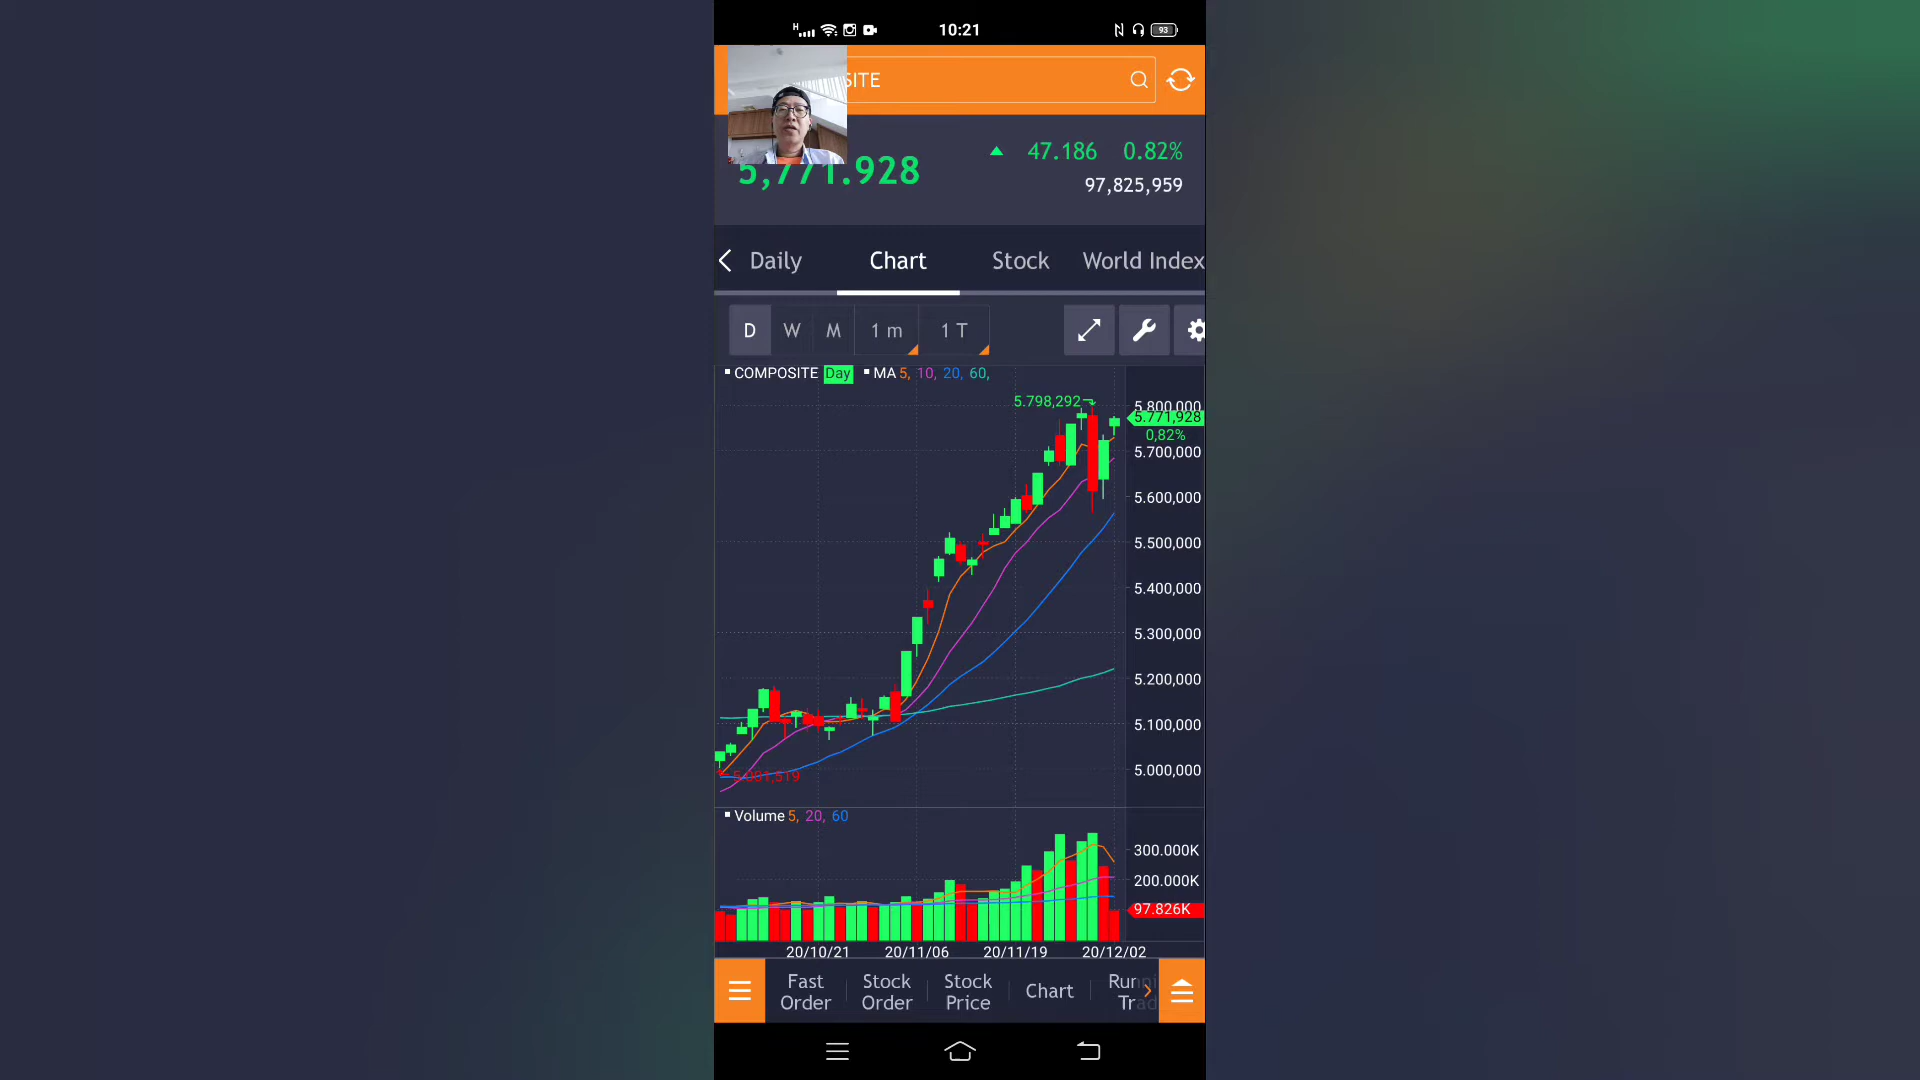 H
10:21
93
SITE
5,771.928
47.186 0.82%
97,825,959
Daily Chart Stock World Index
D W M 1 m 1 T
COMPOSITE Day MA 5, 10, 20, 60,
5.798,292
5.800,000
5.771,928
0,82%
5.700,000
5.600,000
5.500,000
5.400,000
5.300,000
5.200,000
5.100,000
5.001,519
5.000,000
Volume 5, 20, 60
300.000K
200.000K
97.826K
20/10/21 20/11/06 20/11/19 20/12/02
Fast Order
Stock Order
Stock Price
Chart